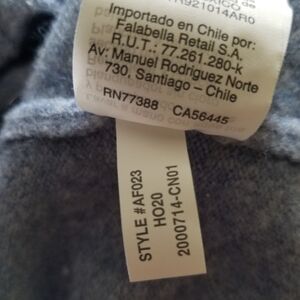 R921014AR0
Importado en Chile por:
Falabella Retail S.A.
R.U.T.: 77.261.280-k
Av: Manuel Rodriguez Norte
730, Santiago – Chile
RN77388 CA56445
STYLE #AF023
HO20
2000714-CN01